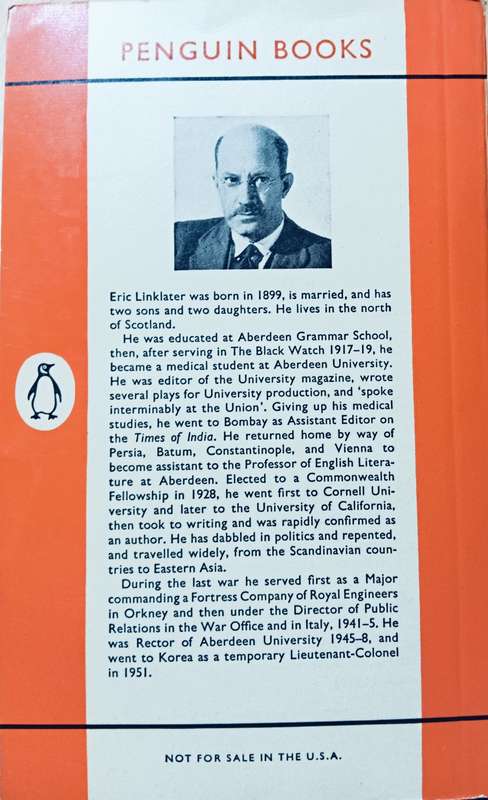 PENGUIN BOOKS
Eric Linklater was born in 1899, is married, and has
two sons and two daughters. He lives in the north
of Scotland.
He was educated at Aberdeen Grammar School,
then, after serving in The Black Watch 1917–19, he
became a medical student at Aberdeen University.
He was editor of the University magazine, wrote
several plays for University production, and ‘spoke
interminably at the Union’. Giving up his medical
studies, he went to Bombay as Assistant Editor on
the Times of India. He returned home by way of
Persia, Batum, Constantinople, and Vienna to
become assistant to the Professor of English Litera-
ture at Aberdeen. Elected to a Commonwealth
Fellowship in 1928, he went first to Cornell Uni-
versity and later to the University of California,
then took to writing and was rapidly confirmed as
an author. He has dabbled in politics and repented,
and travelled widely, from the Scandinavian coun-
tries to Eastern Asia.
During the last war he served first as a Major
commanding a Fortress Company of Royal Engineers
in Orkney and then under the Director of Public
Relations in the War Office and in Italy, 1941–5. He
was Rector of Aberdeen University 1945–8, and
went to Korea as a temporary Lieutenant-Colonel
in 1951.
NOT FOR SALE IN THE U.S.A.